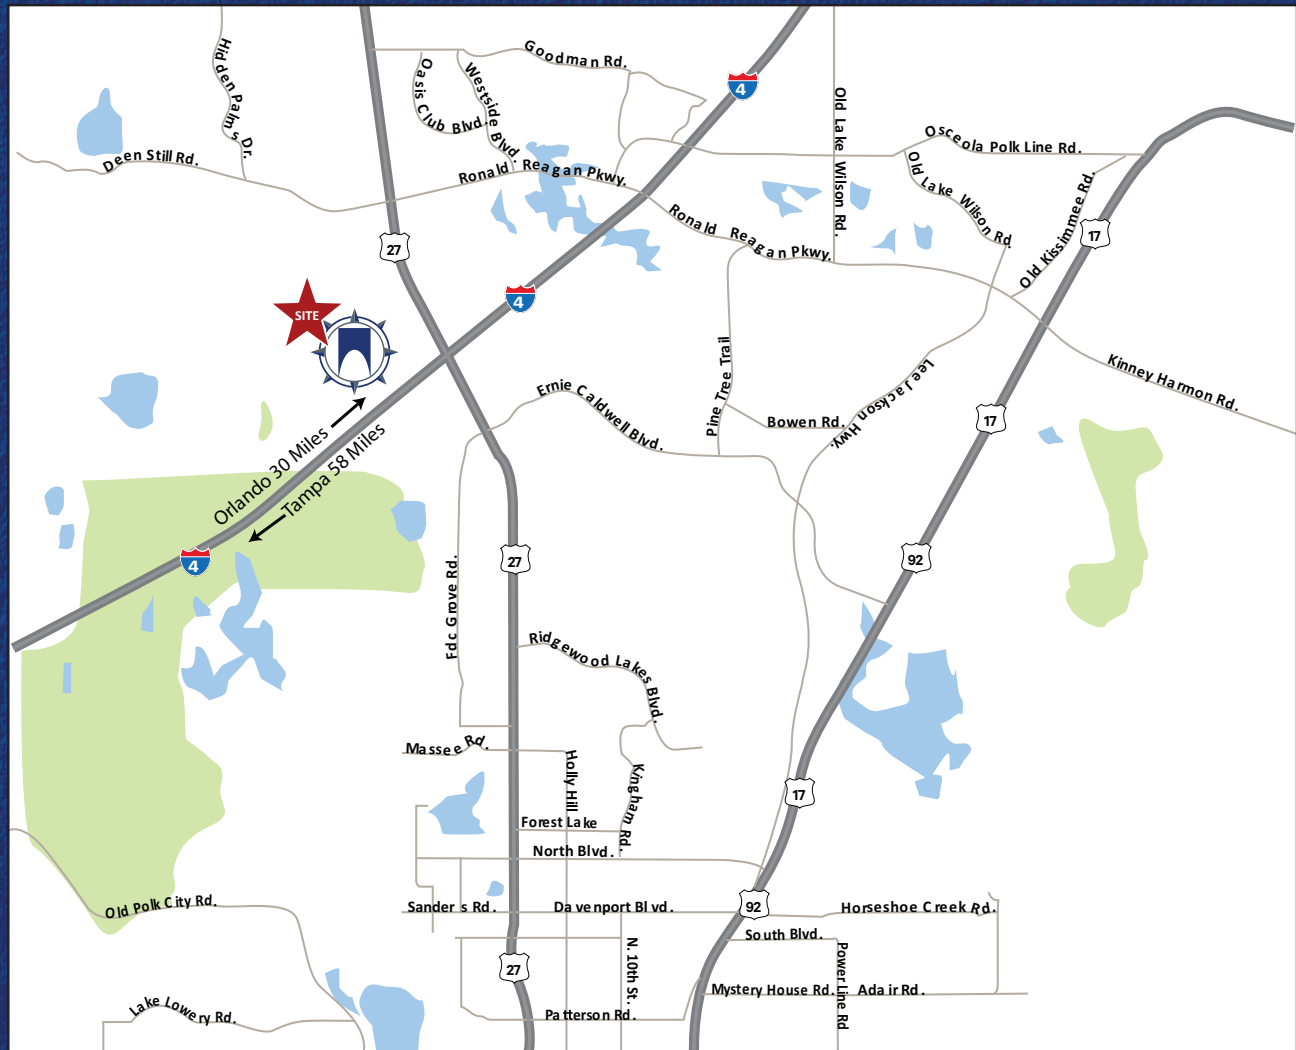 Hidden Palms Dr.
Deen Still Rd.
Oasis Club Blvd.
Westside Blvd.
Goodman Rd.
4
Old Lake Wilson Rd.
Osceola Polk Line Rd.
Ronald Reagan Pkwy.
Old Lake Wilson Rd
Old Kissimmee Rd.
Ronald Reagan Pkwy.
27
17
SITE
4
Pine Tree Trail
Ernie Caldwell Blvd.
Bowen Rd.
Lee Jackson Hwy.
Kinney Harmon Rd.
17
Orlando 30 Miles
Tampa 58 Miles
4
27
92
Fdc Grove Rd.
Ridgewood Lakes Blvd.
Massee Rd.
Holly Hill
Kingham Rd.
17
Forest Lake
North Blvd.
Old Polk City Rd.
Sanders Rd.
Davenport Blvd.
92
Horseshoe Creek Rd.
South Blvd.
N. 10th St.
Power Line Rd
27
Mystery House Rd.
Adair Rd.
Lake Lowery Rd.
Patterson Rd.